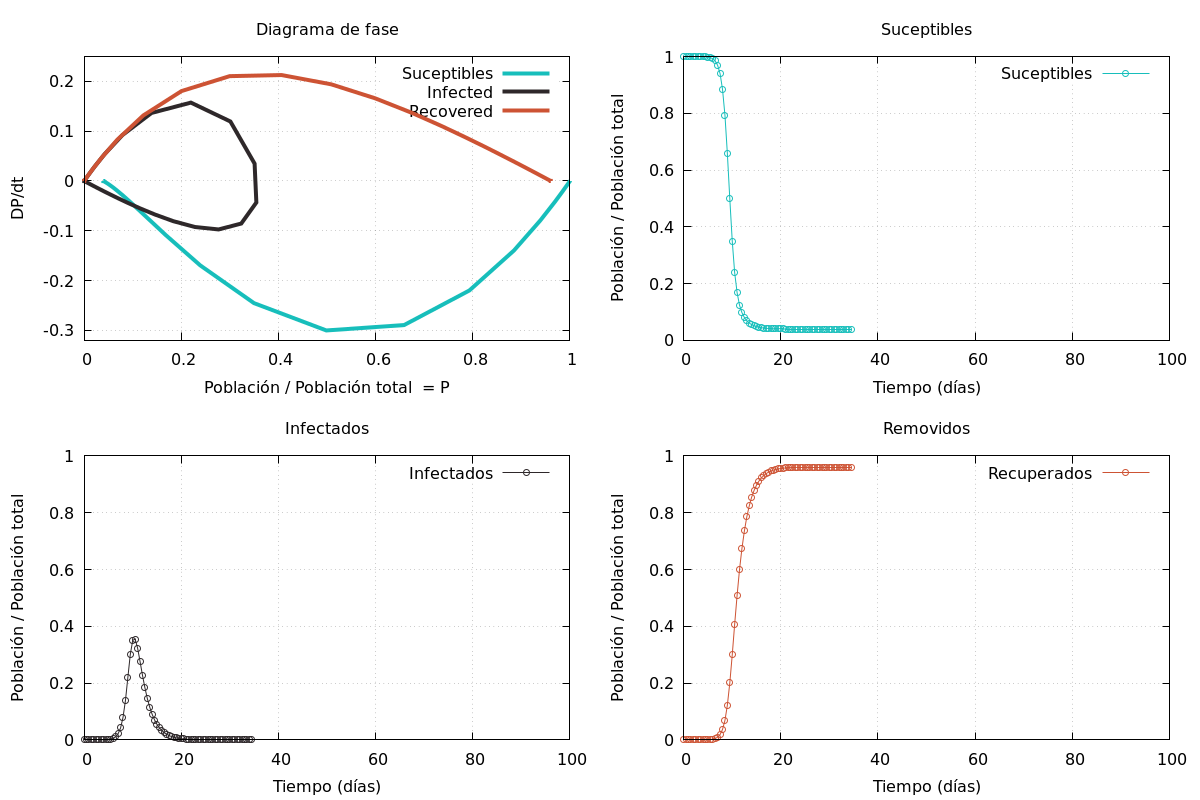 Diagrama de fase
Suceptibles
Infected
Recovered
0.2
0.1
0
-0.1
-0.2
-0.3
DP/dt
0 0.2 0.4 0.6 0.8 1
Población / Población total = P
Suceptibles
Suceptibles
1
0.8
0.6
0.4
0.2
0
Población / Población total
0 20 40 60 80 100
Tiempo (días)
Infectados
Infectados
1
0.8
0.6
0.4
0.2
0
Población / Población total
0 20 40 60 80 100
Tiempo (días)
Removidos
Recuperados
1
0.8
0.6
0.4
0.2
0
Población / Población total
0 20 40 60 80 100
Tiempo (días)